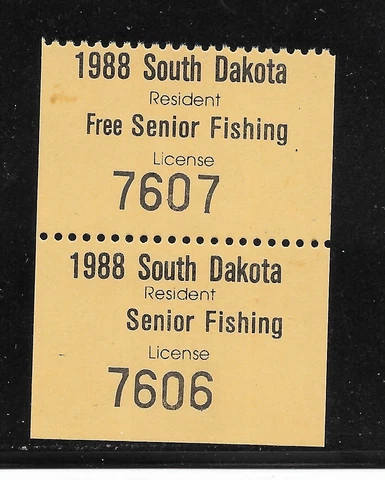 1988 South Dakota
Resident
Free Senior Fishing
License
7607
1988 South Dakota
Resident
Senior Fishing
License
7606